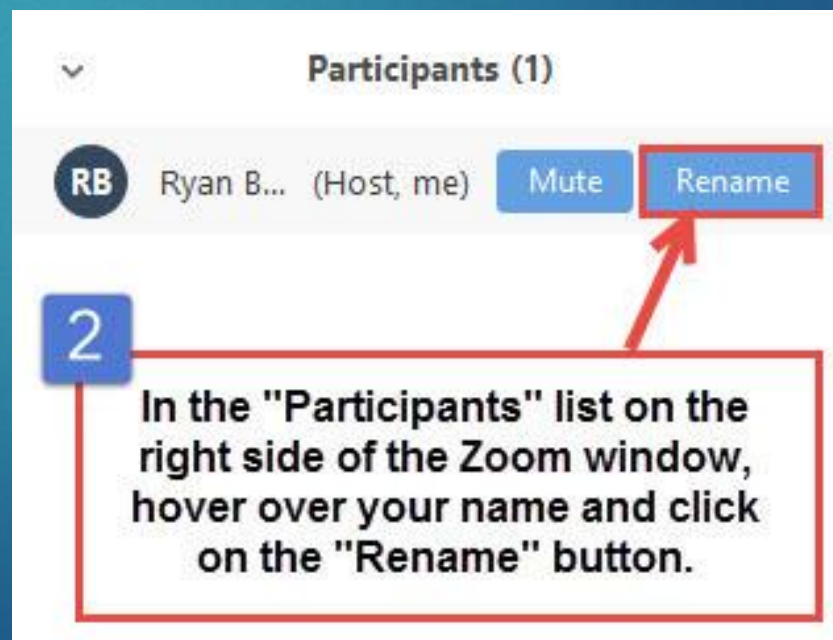 Participants (1)
RB Ryan B... (Host, me) Mute Rename
2
In the "Participants" list on the
right side of the Zoom window,
hover over your name and click
on the "Rename" button.